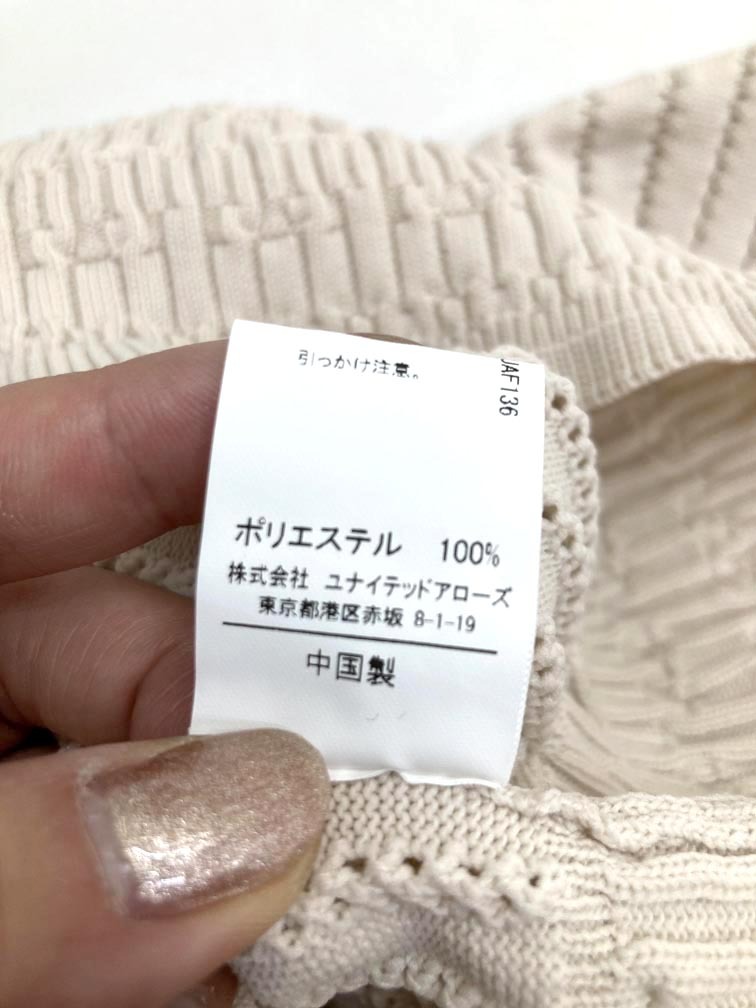 引っかけ注意。
JAF136
ポリエステル 100%
株式会社 ユナイテッドアローズ
東京都港区赤坂 8-1-19
中国製